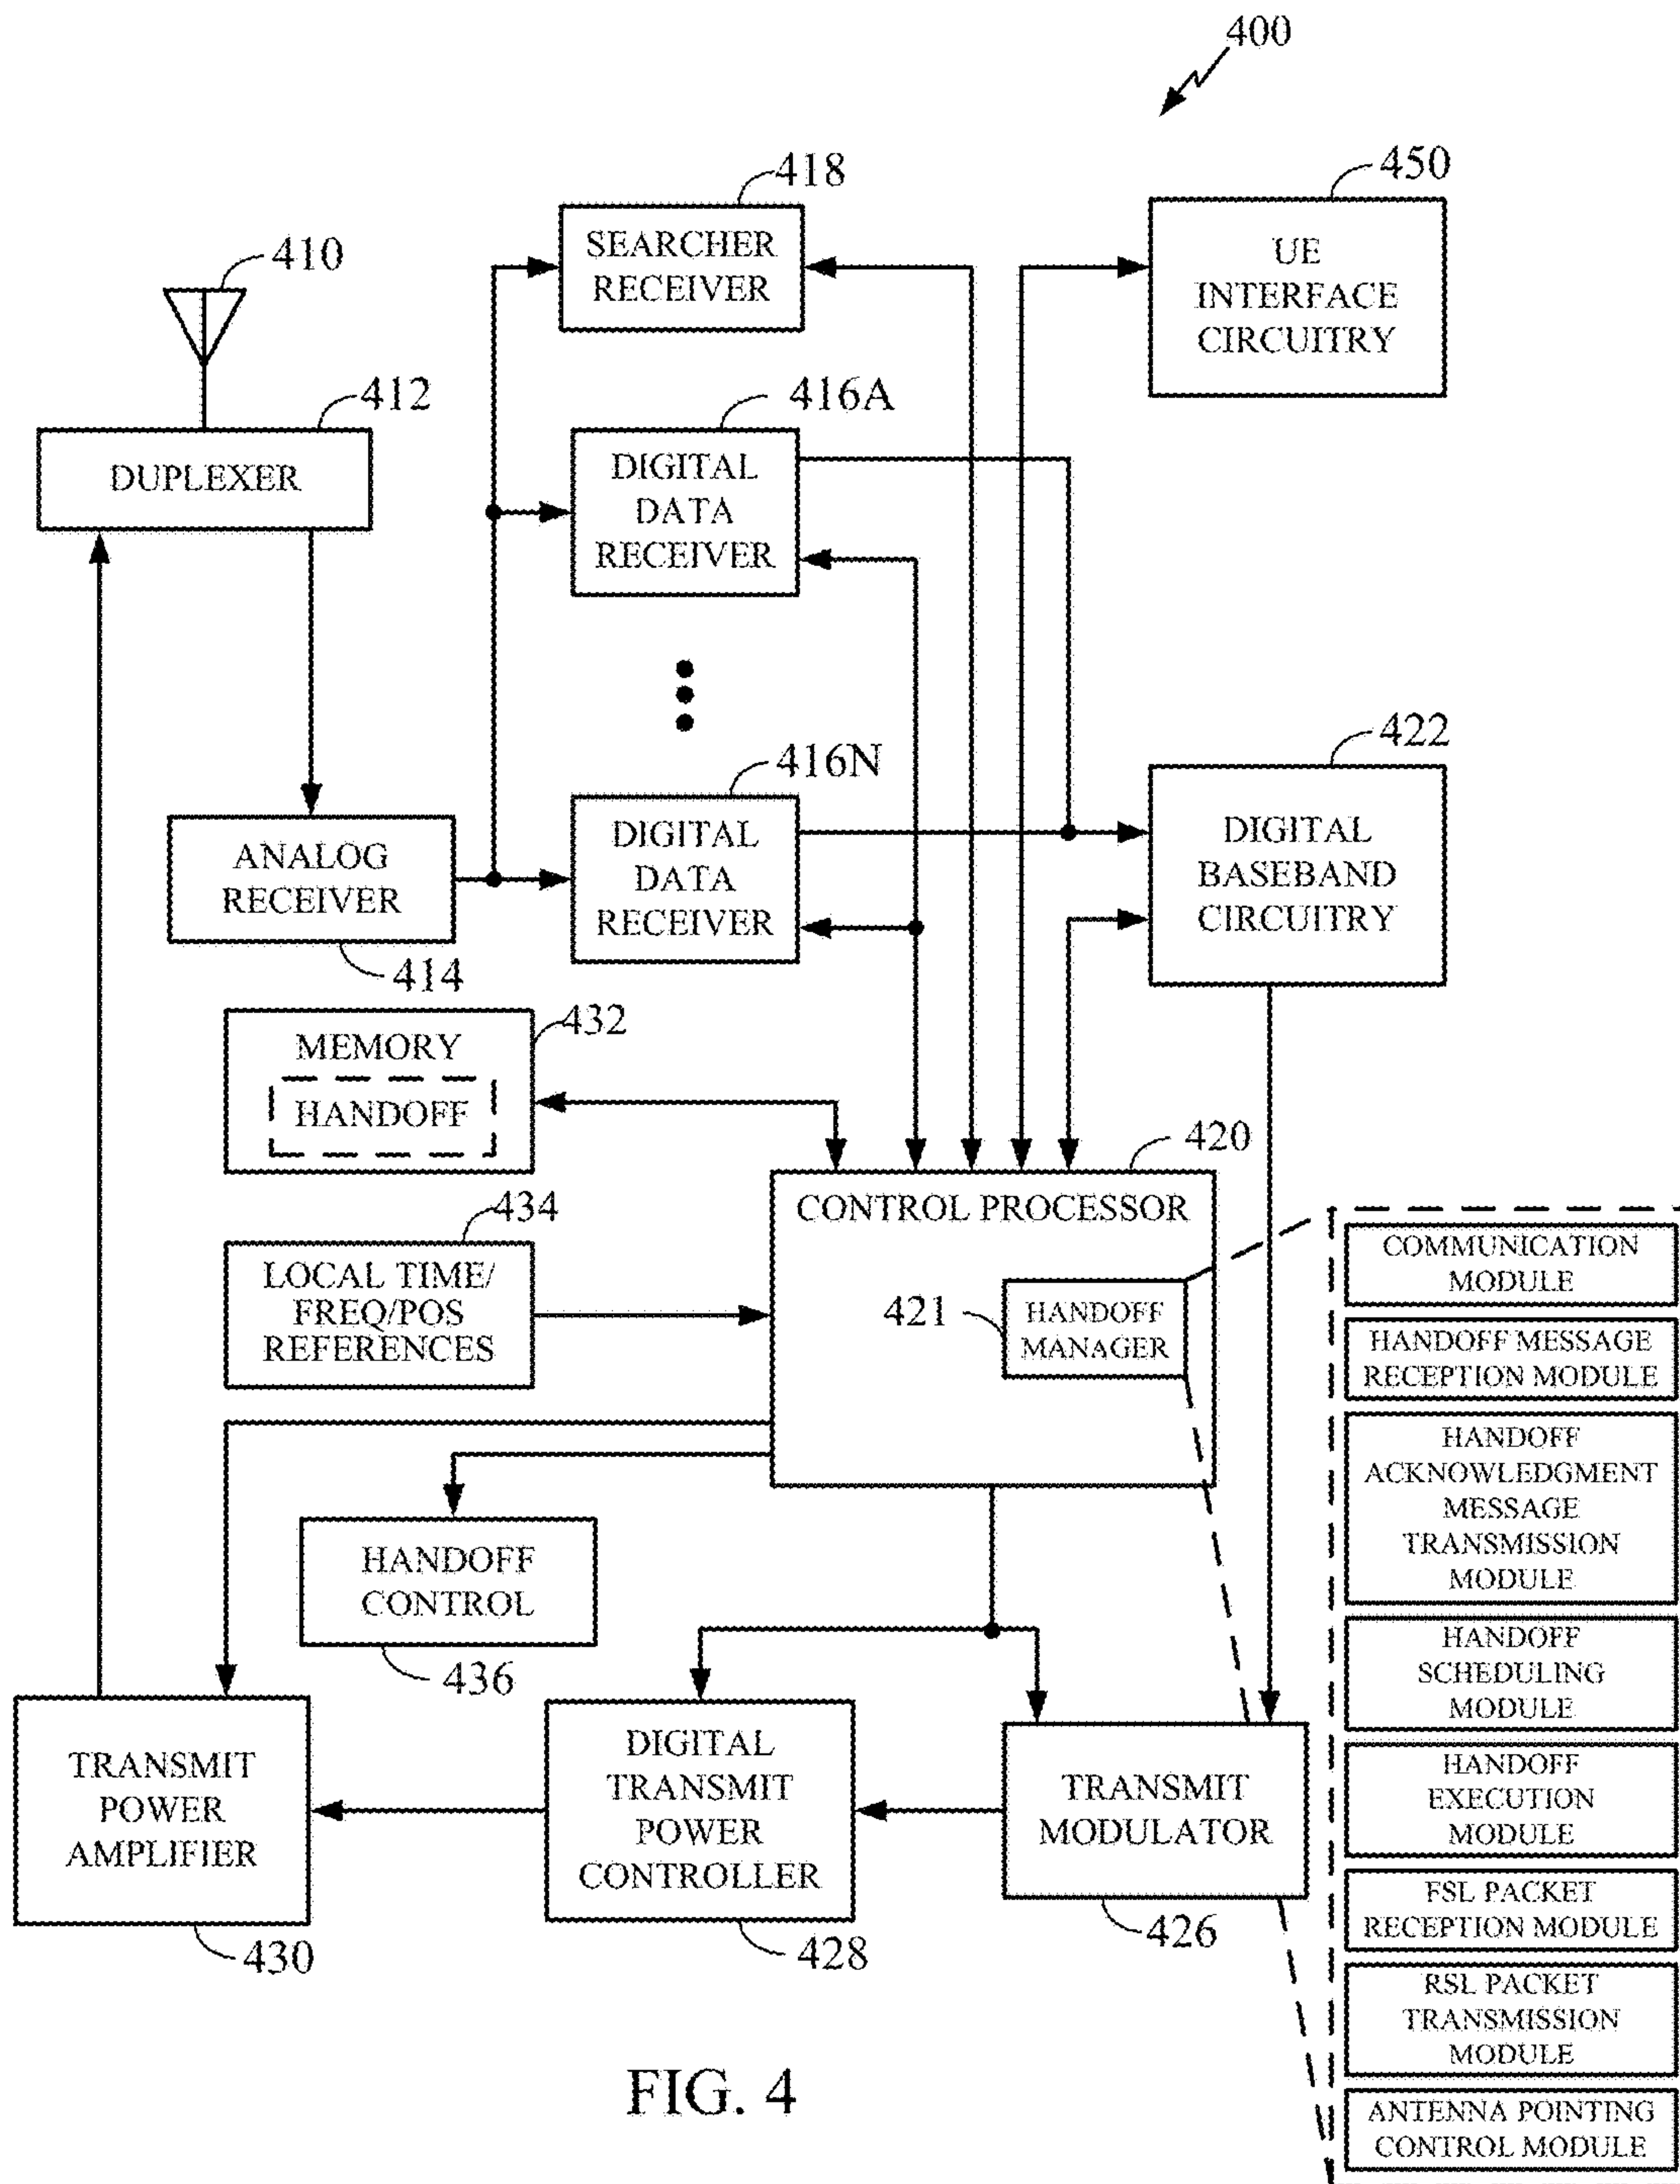 400
418
450
SEARCHER
RECEIVER
UE
INTERFACE
CIRCUITRY
410
412
416A
DUPLEXER
DIGITAL
DATA
RECEIVER
416N
422
ANALOG
RECEIVER
414
DIGITAL
DATA
RECEIVER
DIGITAL
BASEBAND
CIRCUITRY
432
MEMORY
HANDOFF
420
CONTROL PROCESSOR
434
LOCAL TIME/
FREQ/POS
REFERENCES
421
HANDOFF
MANAGER
HANDOFF
CONTROL
436
TRANSMIT
POWER
AMPLIFIER
430
DIGITAL
TRANSMIT
POWER
CONTROLLER
428
TRANSMIT
MODULATOR
426
COMMUNICATION
MODULE
HANDOFF MESSAGE
RECEPTION MODULE
HANDOFF
ACKNOWLEDGMENT
MESSAGE
TRANSMISSION
MODULE
HANDOFF
SCHEDULING
MODULE
HANDOFF
EXECUTION
MODULE
FSL PACKET
RECEPTION MODULE
RSL PACKET
TRANSMISSION
MODULE
ANTENNA POINTING
CONTROL MODULE
FIG. 4